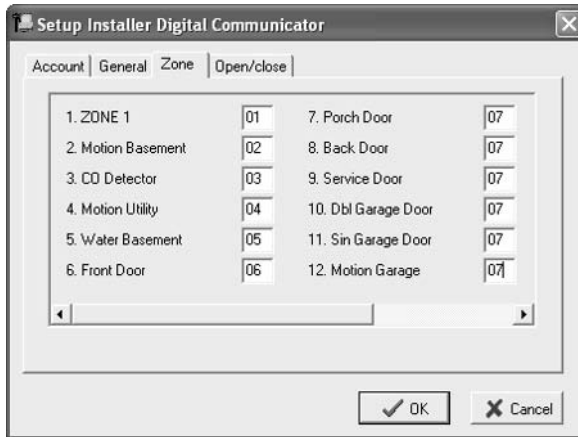 Setup Installer Digital Communicator
Account General Zone Open/close
1. ZONE 1 01
2. Motion Basement 02
3. CO Detector 03
4. Motion Utility 04
5. Water Basement 05
6. Front Door 06
7. Porch Door 07
8. Back Door 07
9. Service Door 07
10. Dbl Garage Door 07
11. Sin Garage Door 07
12. Motion Garage 07
OK Cancel